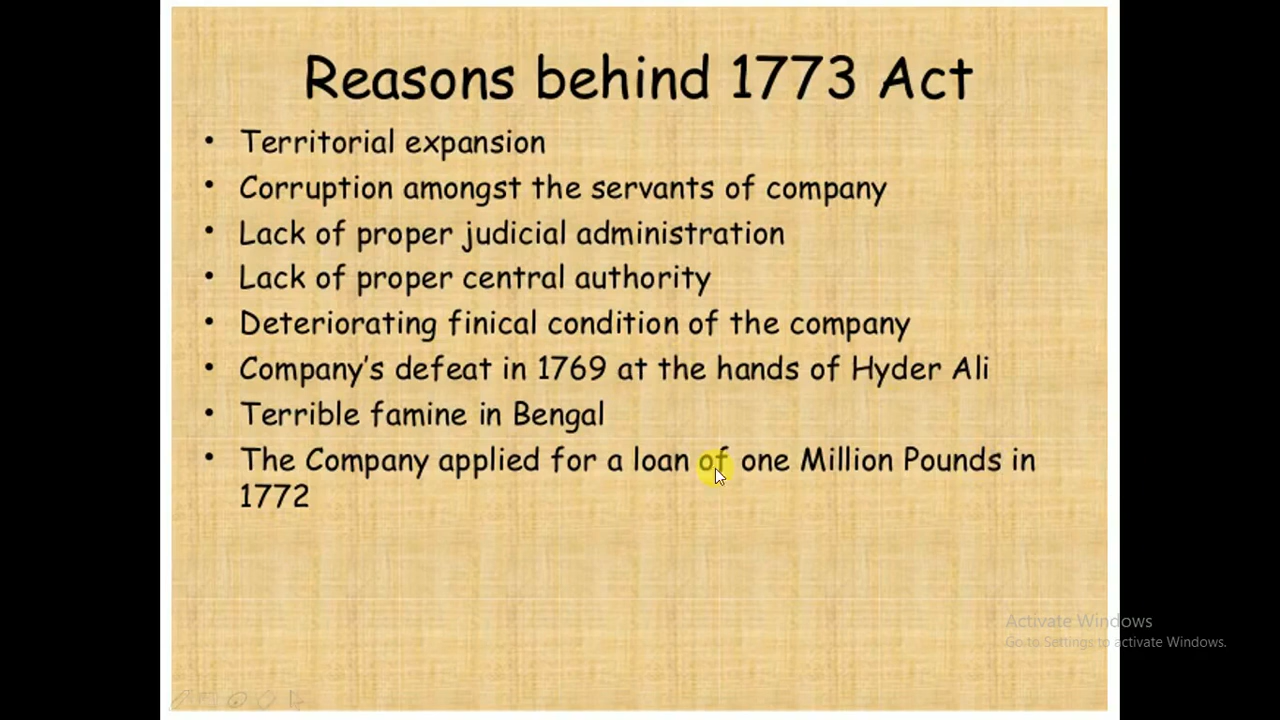 Reasons behind 1773 Act
• Territorial expansion
• Corruption amongst the servants of company
• Lack of proper judicial administration
• Lack of proper central authority
• Deteriorating finical condition of the company
• Company's defeat in 1769 at the hands of Hyder Ali
• Terrible famine in Bengal
• The Company applied for a loan of one Million Pounds in
1772
Activate Windows
Go to Settings to activate Windows.